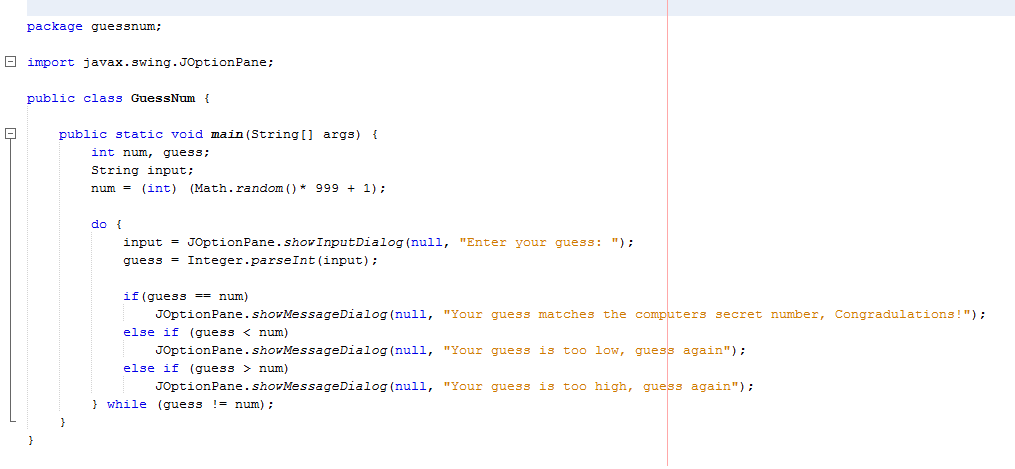 package guessnum;
import javax.swing.JOptionPane;
public class GuessNum {
public static void main(String[] args) {
int num, guess;
String input;
num = (int) (Math.random()* 999 + 1);
do {
input = JOptionPane.showInputDialog(null, "Enter your guess: ");
guess = Integer.parseInt(input);
if(guess == num)
JOptionPane.showMessageDialog(null, "Your guess matches the computers secret number, Congradulations!");
else if (guess < num)
JOptionPane.showMessageDialog(null, "Your guess is too low, guess again");
else if (guess > num)
JOptionPane.showMessageDialog(null, "Your guess is too high, guess again");
} while (guess != num);
}
}